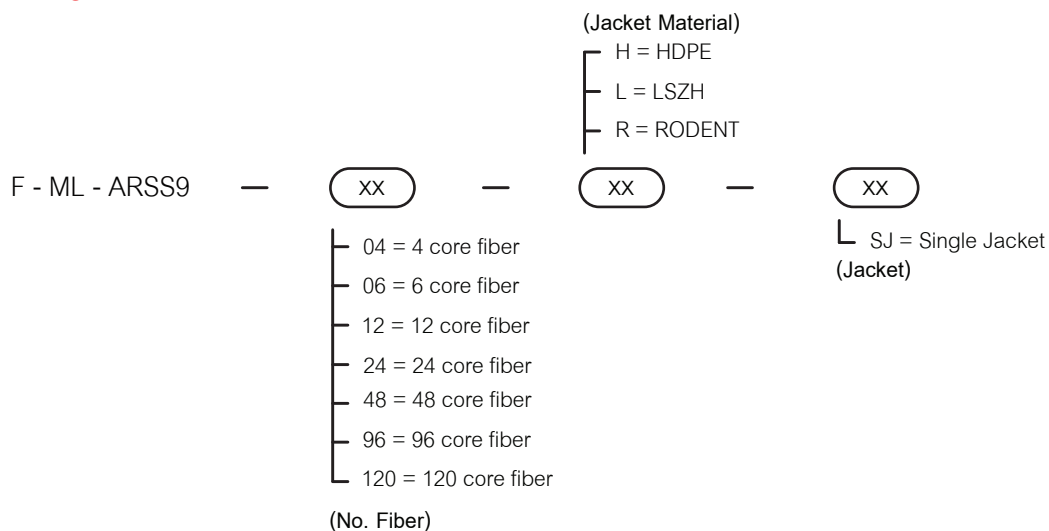 (Jacket Material)
H = HDPE
L = LSZH
R = RODENT
F - ML - ARSS9 — XX — XX — XX
04 = 4 core fiber
06 = 6 core fiber
12 = 12 core fiber
24 = 24 core fiber
48 = 48 core fiber
96 = 96 core fiber
120 = 120 core fiber
(No. Fiber)
SJ = Single Jacket
(Jacket)